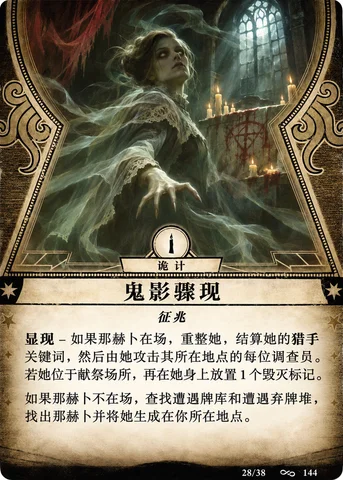 诡计
鬼影骤现
征兆
显现 – 如果那赫卜在场，重整她，结算她的猎手
关键词，然后由她攻击其所在地点的每位调查员。
若她位于献祭场所，再在她身上放置1个毁灭标记。
如果那赫卜不在场，查找遭遇牌库和遭遇弃牌堆，
找出那赫卜并将她生成在你所在地点。
28/38 144